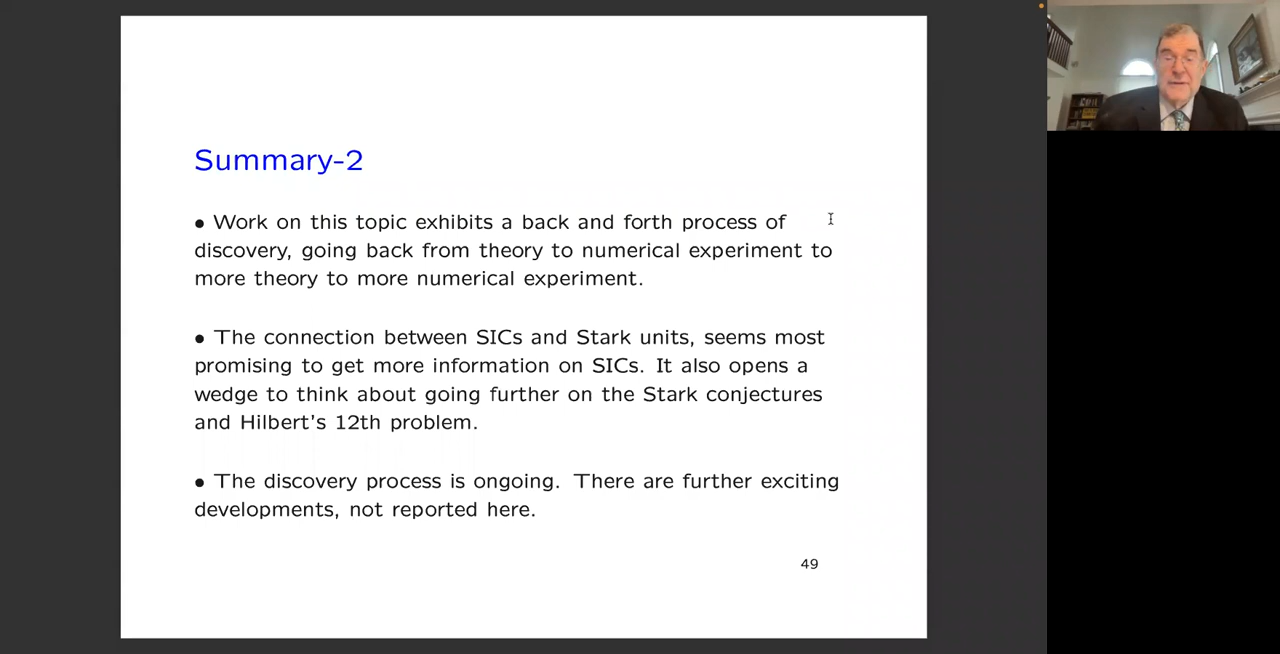 Summary-2
• Work on this topic exhibits a back and forth process of
discovery, going back from theory to numerical experiment to
more theory to more numerical experiment.
• The connection between SICs and Stark units, seems most
promising to get more information on SICs. It also opens a
wedge to think about going further on the Stark conjectures
and Hilbert's 12th problem.
• The discovery process is ongoing. There are further exciting
developments, not reported here.
49